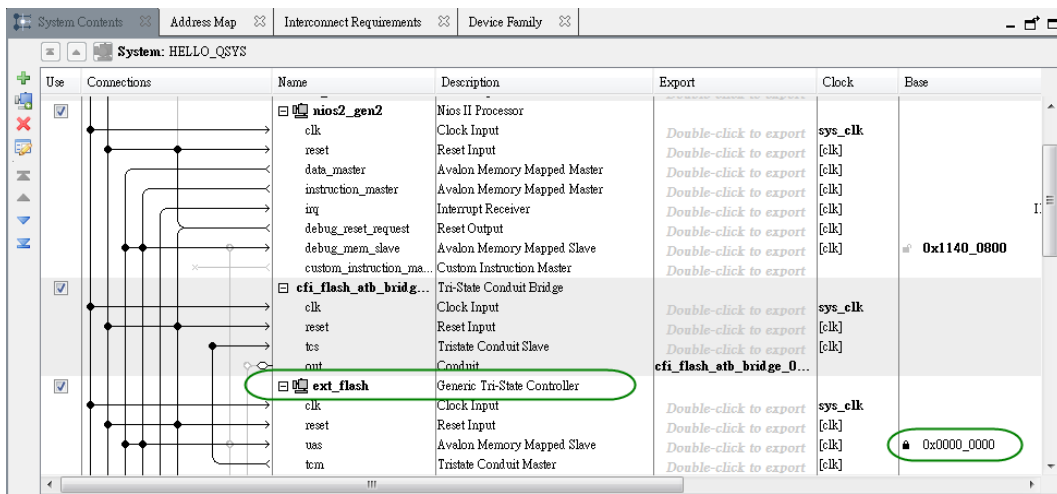 System Contents Address Map Interconnect Requirements Device Family
System: HELLO_QSYS
Use Connections Name Description Export Clock Base
nios2_gen2 Nios II Processor
clk Clock Input Double-click to export sys_clk
reset Reset Input Double-click to export [clk]
data_master Avalon Memory Mapped Master Double-click to export [clk]
instruction_master Avalon Memory Mapped Master Double-click to export [clk]
irq Interrupt Receiver Double-click to export [clk]
debug_reset_request Reset Output Double-click to export [clk]
debug_mem_slave Avalon Memory Mapped Slave Double-click to export [clk] 0x1140_0800
custom_instruction_ma... Custom Instruction Master Double-click to export
cfi_flash_atb_bridg... Tri-State Conduit Bridge
clk Clock Input Double-click to export sys_clk
reset Reset Input Double-click to export [clk]
tcs Tristate Conduit Slave Double-click to export [clk]
out Conduit cfi_flash_atb_bridge_0...
ext_flash Generic Tri-State Controller
clk Clock Input Double-click to export sys_clk
reset Reset Input Double-click to export [clk]
uas Avalon Memory Mapped Slave Double-click to export [clk] 0x0000_0000
tcm Tristate Conduit Master Double-click to export [clk]